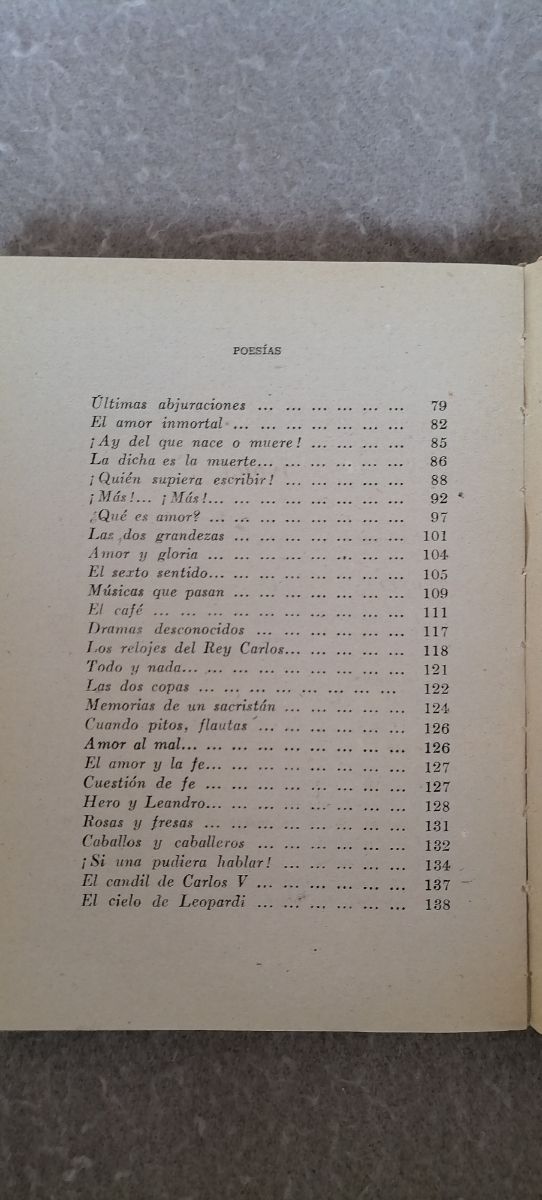 POESÍAS
Últimas abjuraciones ... ... ... ... ... ... 79
El amor inmortal ... ... ... ... ... ... ... 82
¡Ay del que nace o muere! ... ... ... ... 85
La dicha es la muerte... ... ... ... ... ... 86
¡Quién supiera escribir! ... ... ... ... ... 88
¡Más!... ¡Más!... ... ... ... ... ... ... ... 92
¿Qué es amor? ... ... ... ... ... ... ... ... 97
Las dos grandezas ... ... ... ... ... ... ... 101
Amor y gloria ... ... ... ... ... ... ... ... 104
El sexto sentido... ... ... ... ... ... ... ... 105
Músicas que pasan ... ... ... ... ... ... ... 109
El café ... ... ... ... ... ... ... ... ... ... 111
Dramas desconocidos ... ... ... ... ... ... 117
Los relojes del Rey Carlos... ... ... ... ... 118
Todo y nada... ... ... ... ... ... ... ... ... 121
Las dos copas ... ... ... ... ... ... ... ... 122
Memorias de un sacristán ... ... ... ... ... 124
Cuando pitos, flautas ... ... ... ... ... ... 126
Amor al mal... ... ... ... ... ... ... ... ... 126
El amor y la fe... ... ... ... ... ... ... ... 127
Cuestión de fe ... ... ... ... ... ... ... ... 127
Hero y Leandro... ... ... ... ... ... ... ... 128
Rosas y fresas ... ... ... ... ... ... ... ... 131
Caballos y caballeros ... ... ... ... ... ... 132
¡Si una pudiera hablar! ... ... ... ... ... 134
El candil de Carlos V ... ... ... ... ... ... 137
El cielo de Leopardi ... ... ... ... ... ... 138